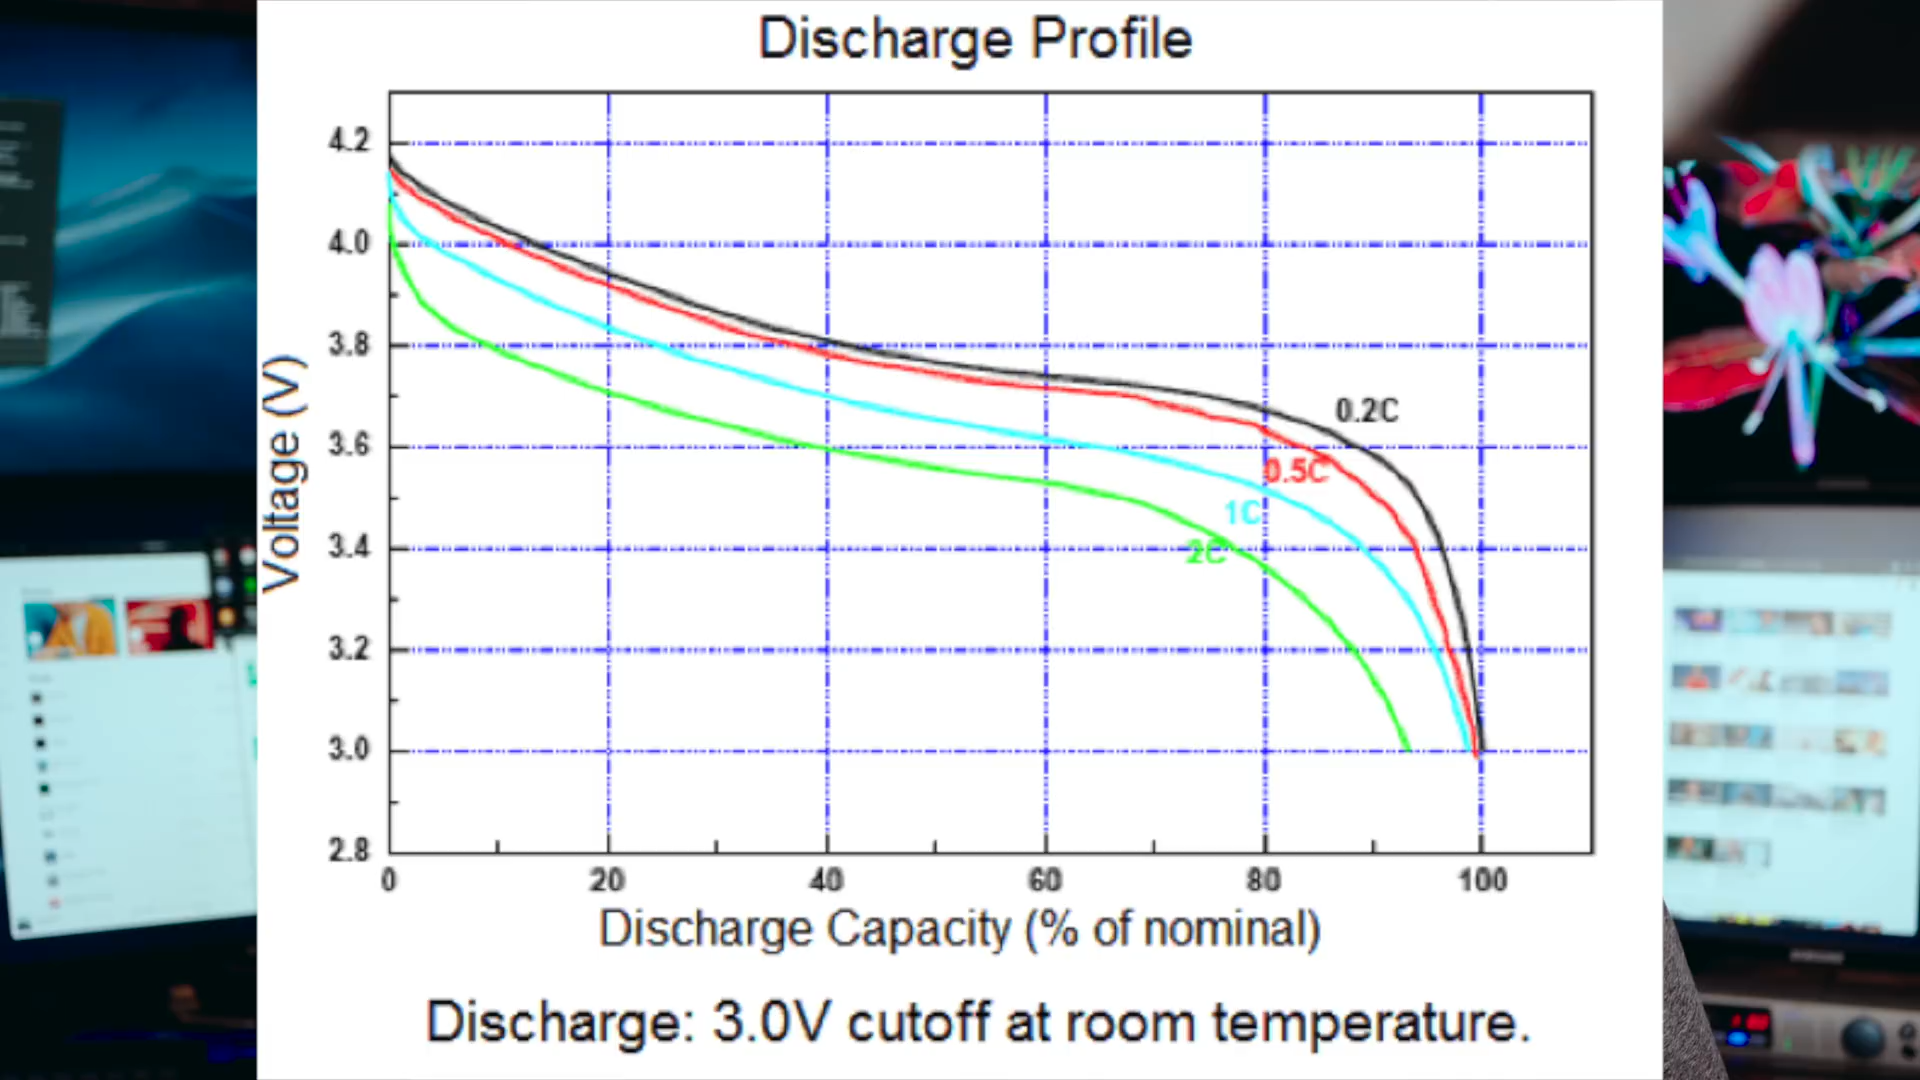 Discharge Profile
4.2
4.0
3.8
3.6
3.4
3.2
3.0
2.8
Voltage (V)
0.2C
0.5C
1C
2C
0 20 40 60 80 100
Discharge Capacity (% of nominal)
Discharge: 3.0V cutoff at room temperature.